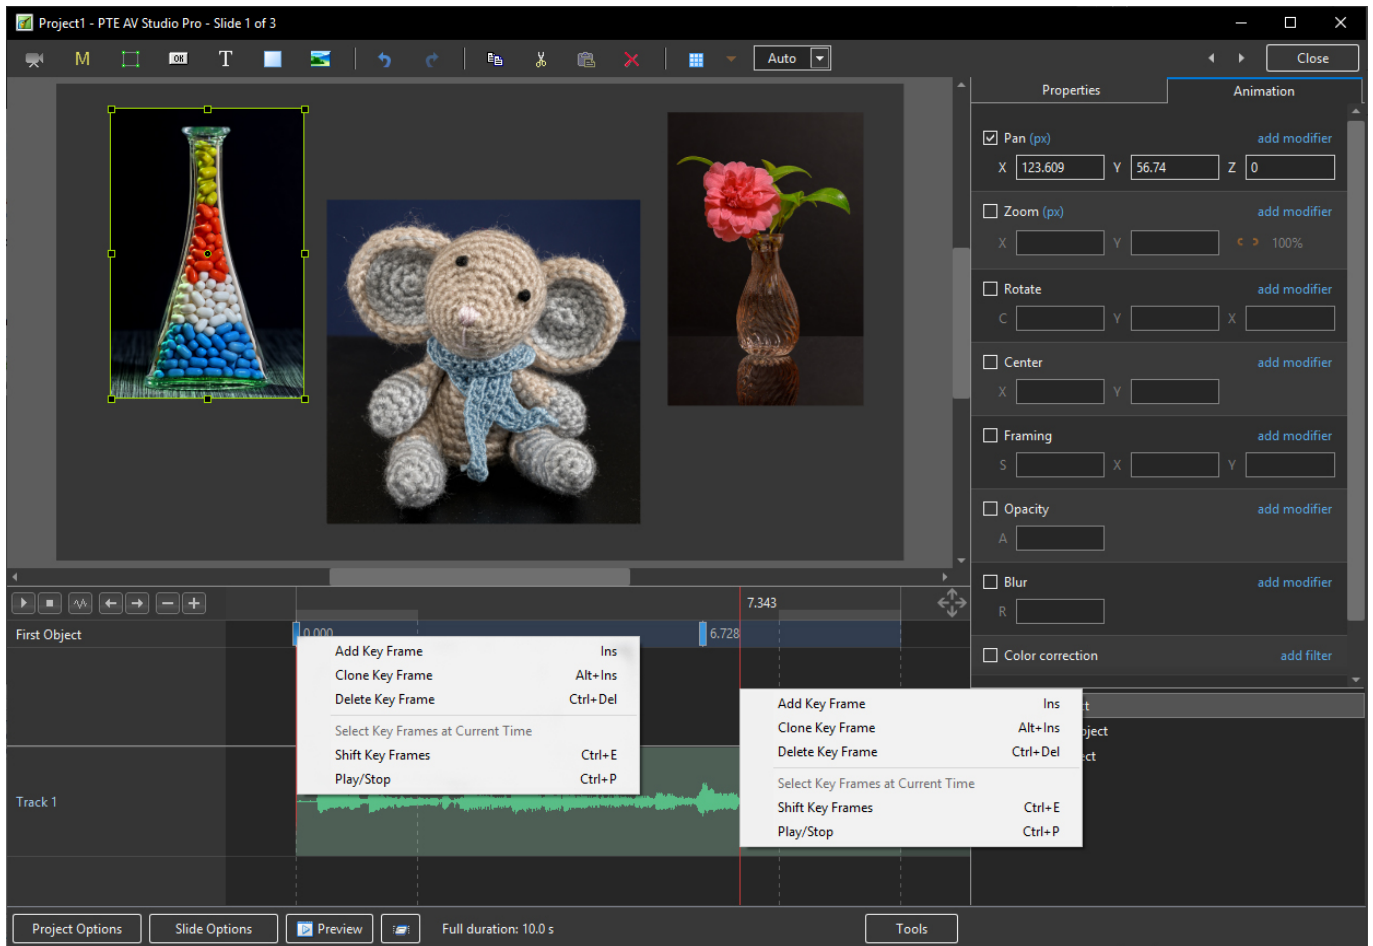 Project1 - PTE AV Studio Pro - Slide 1 of 3
M OK T Auto Close
Properties Animation
Pan (px) add modifier
X 123.609 Y 56.74 Z 0
Zoom (px) add modifier
X Y 100%
Rotate add modifier
C Y X
Center add modifier
X Y
Framing add modifier
S X Y
Opacity add modifier
A
Blur add modifier
R
Color correction add filter
7.343
First Object 0.000 6.728
Add Key Frame Ins
Clone Key Frame Alt+Ins
Delete Key Frame Ctrl+Del
Select Key Frames at Current Time
Shift Key Frames Ctrl+E
Play/Stop Ctrl+P
Add Key Frame Ins
Clone Key Frame Alt+Ins
Delete Key Frame Ctrl+Del
Select Key Frames at Current Time
Shift Key Frames Ctrl+E
Play/Stop Ctrl+P
Track 1
Project Options Slide Options Preview Full duration: 10.0 s Tools